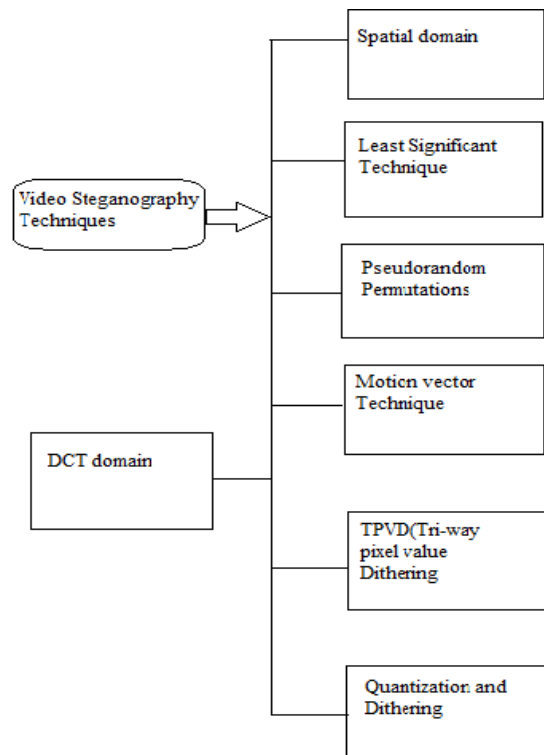 Spatial domain
Least Significant
Technique
Video Steganography
Techniques
Pseudorandom
Permutations
Motion vector
Technique
DCT domain
TPVD(Tri-way
pixel value
Dithering
Quantization and
Dithering